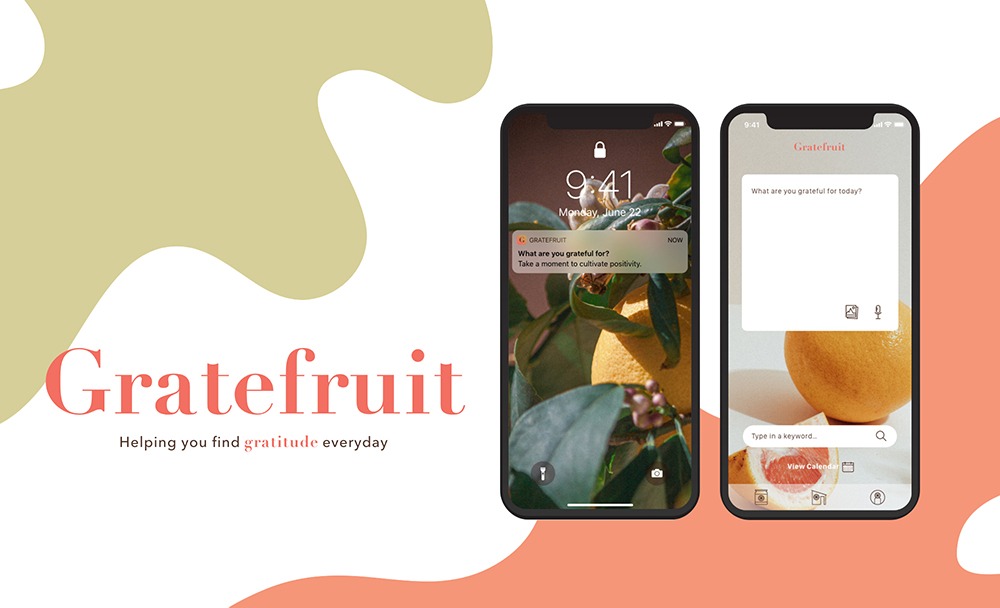 Gratefruit
Helping you find gratitude everyday
9:41
Monday, June 22
GRATEFRUIT NOW
What are you grateful for?
Take a moment to cultivate positivity.
9:41
Gratefruit
What are you grateful for today?
Type in a keyword...
View Calendar